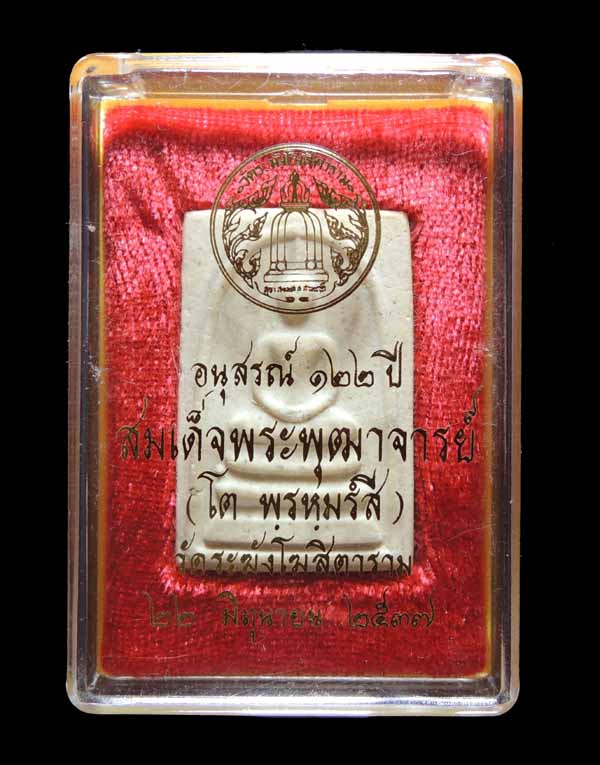 อนุสรณ์ ๑๒๒ ปี
สมเด็จพระพุฒาจารย์
(โต พฺรหฺมรํสี)
วัดระฆังโฆสิตาราม
๒๒ มิถุนายน ๒๕๓๗